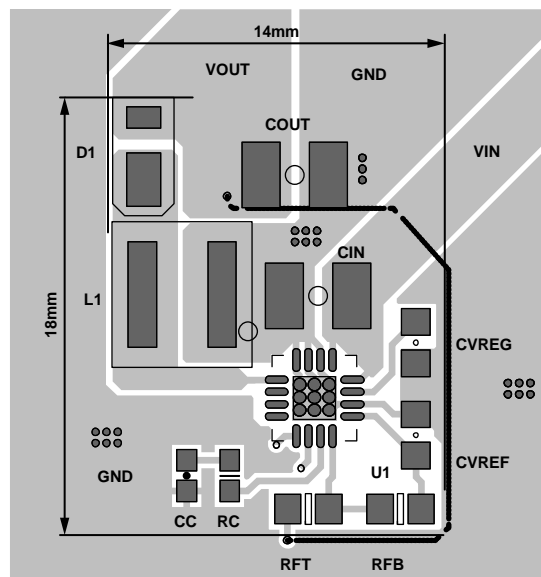 14mm
VOUT
GND
COUT
D1
VIN
CIN
L1
18mm
CVREG
CVREF
GND
U1
CC
RC
RFT
RFB